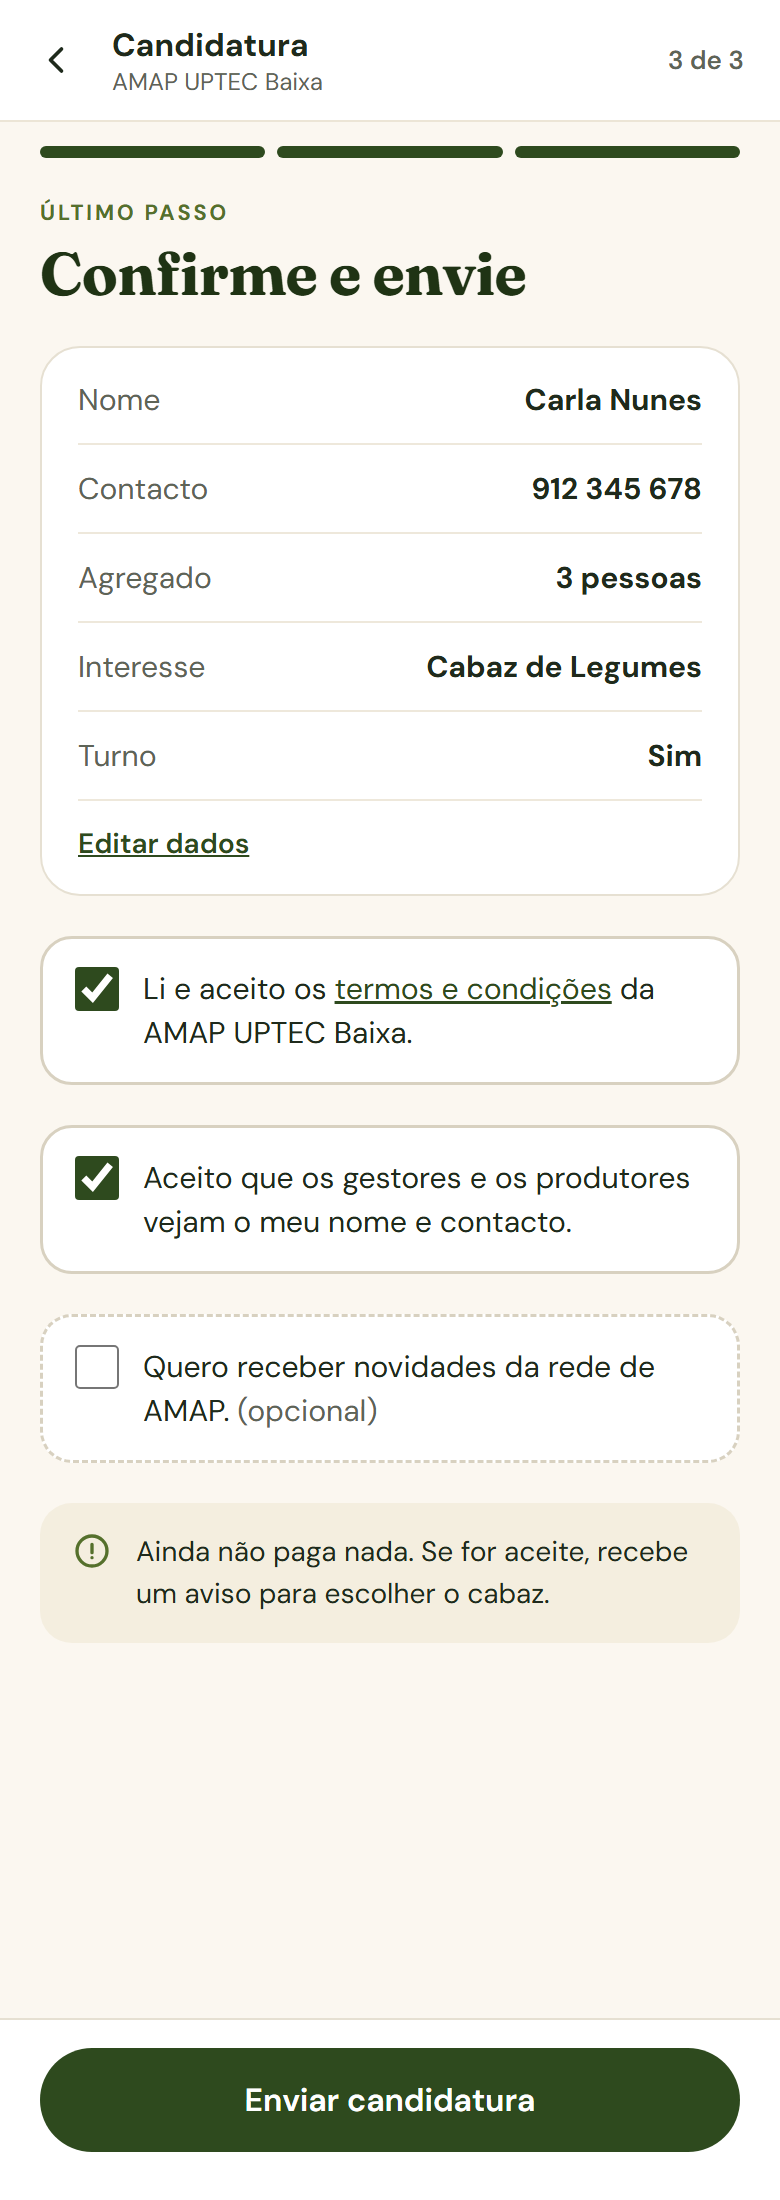 Candidatura
AMAP UPTEC Baixa
3 de 3
ÚLTIMO PASSO
Confirme e envie
Nome Carla Nunes
Contacto 912 345 678
Agregado 3 pessoas
Interesse Cabaz de Legumes
Turno Sim
Editar dados
Li e aceito os termos e condições da
AMAP UPTEC Baixa.
Aceito que os gestores e os produtores
vejam o meu nome e contacto.
Quero receber novidades da rede de
AMAP. (opcional)
Ainda não paga nada. Se for aceite, recebe
um aviso para escolher o cabaz.
Enviar candidatura